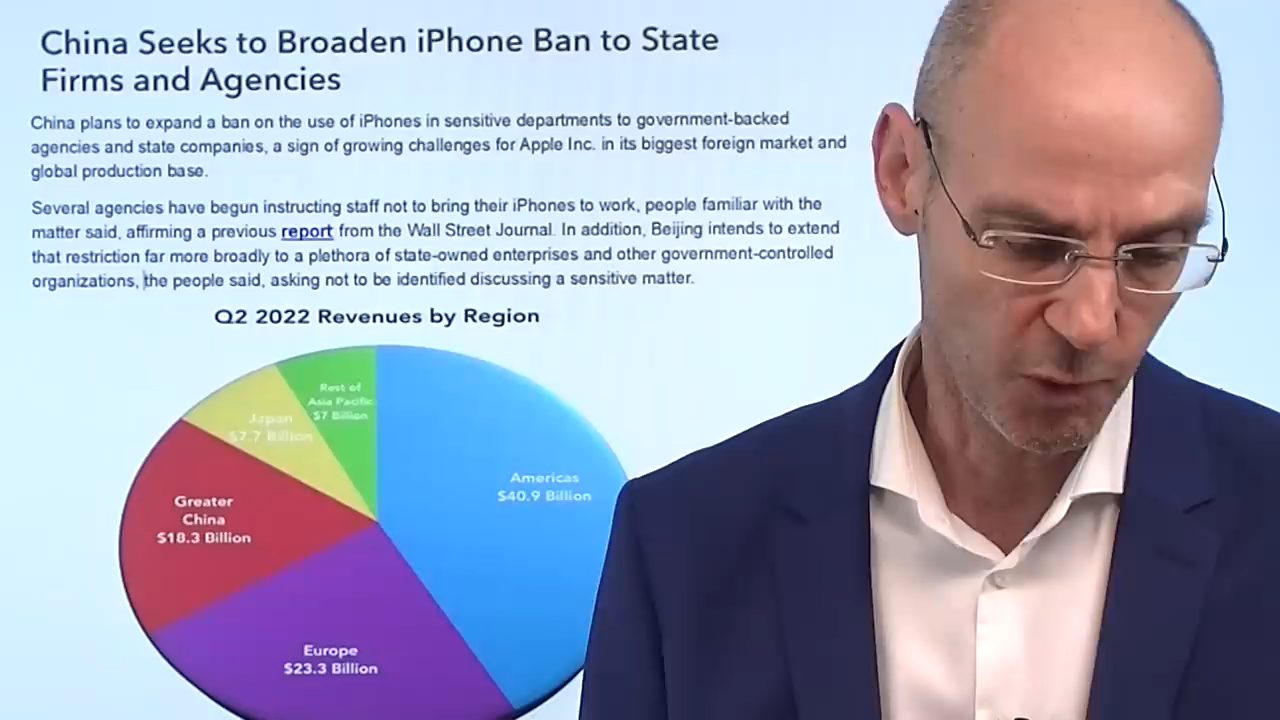 China Seeks to Broaden iPhone Ban to State
Firms and Agencies
China plans to expand a ban on the use of iPhones in sensitive departments to government-backed
agencies and state companies, a sign of growing challenges for Apple Inc. in its biggest foreign market and
global production base.
Several agencies have begun instructing staff not to bring their iPhones to work, people familiar with the
matter said, affirming a previous report from the Wall Street Journal. In addition, Beijing intends to extend
that restriction far more broadly to a plethora of state-owned enterprises and other government-controlled
organizations, the people said, asking not to be identified discussing a sensitive matter.
Q2 2022 Revenues by Region
Rest of
Asia Pacific
$7 Billion
Japan
$7.7 Billion
Americas
$40.9 Billion
Greater
China
$18.3 Billion
Europe
$23.3 Billion